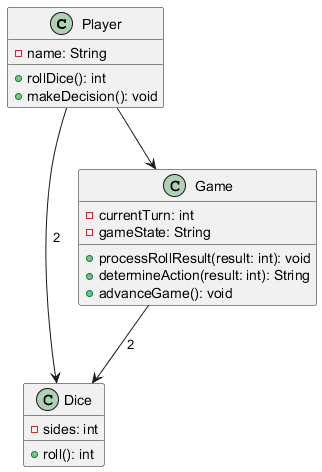 C Player
name: String
rollDice(): int
makeDecision(): void
C Game
currentTurn: int
gameState: String
processRollResult(result: int): void
determineAction(result: int): String
advanceGame(): void
2
2
C Dice
sides: int
roll(): int